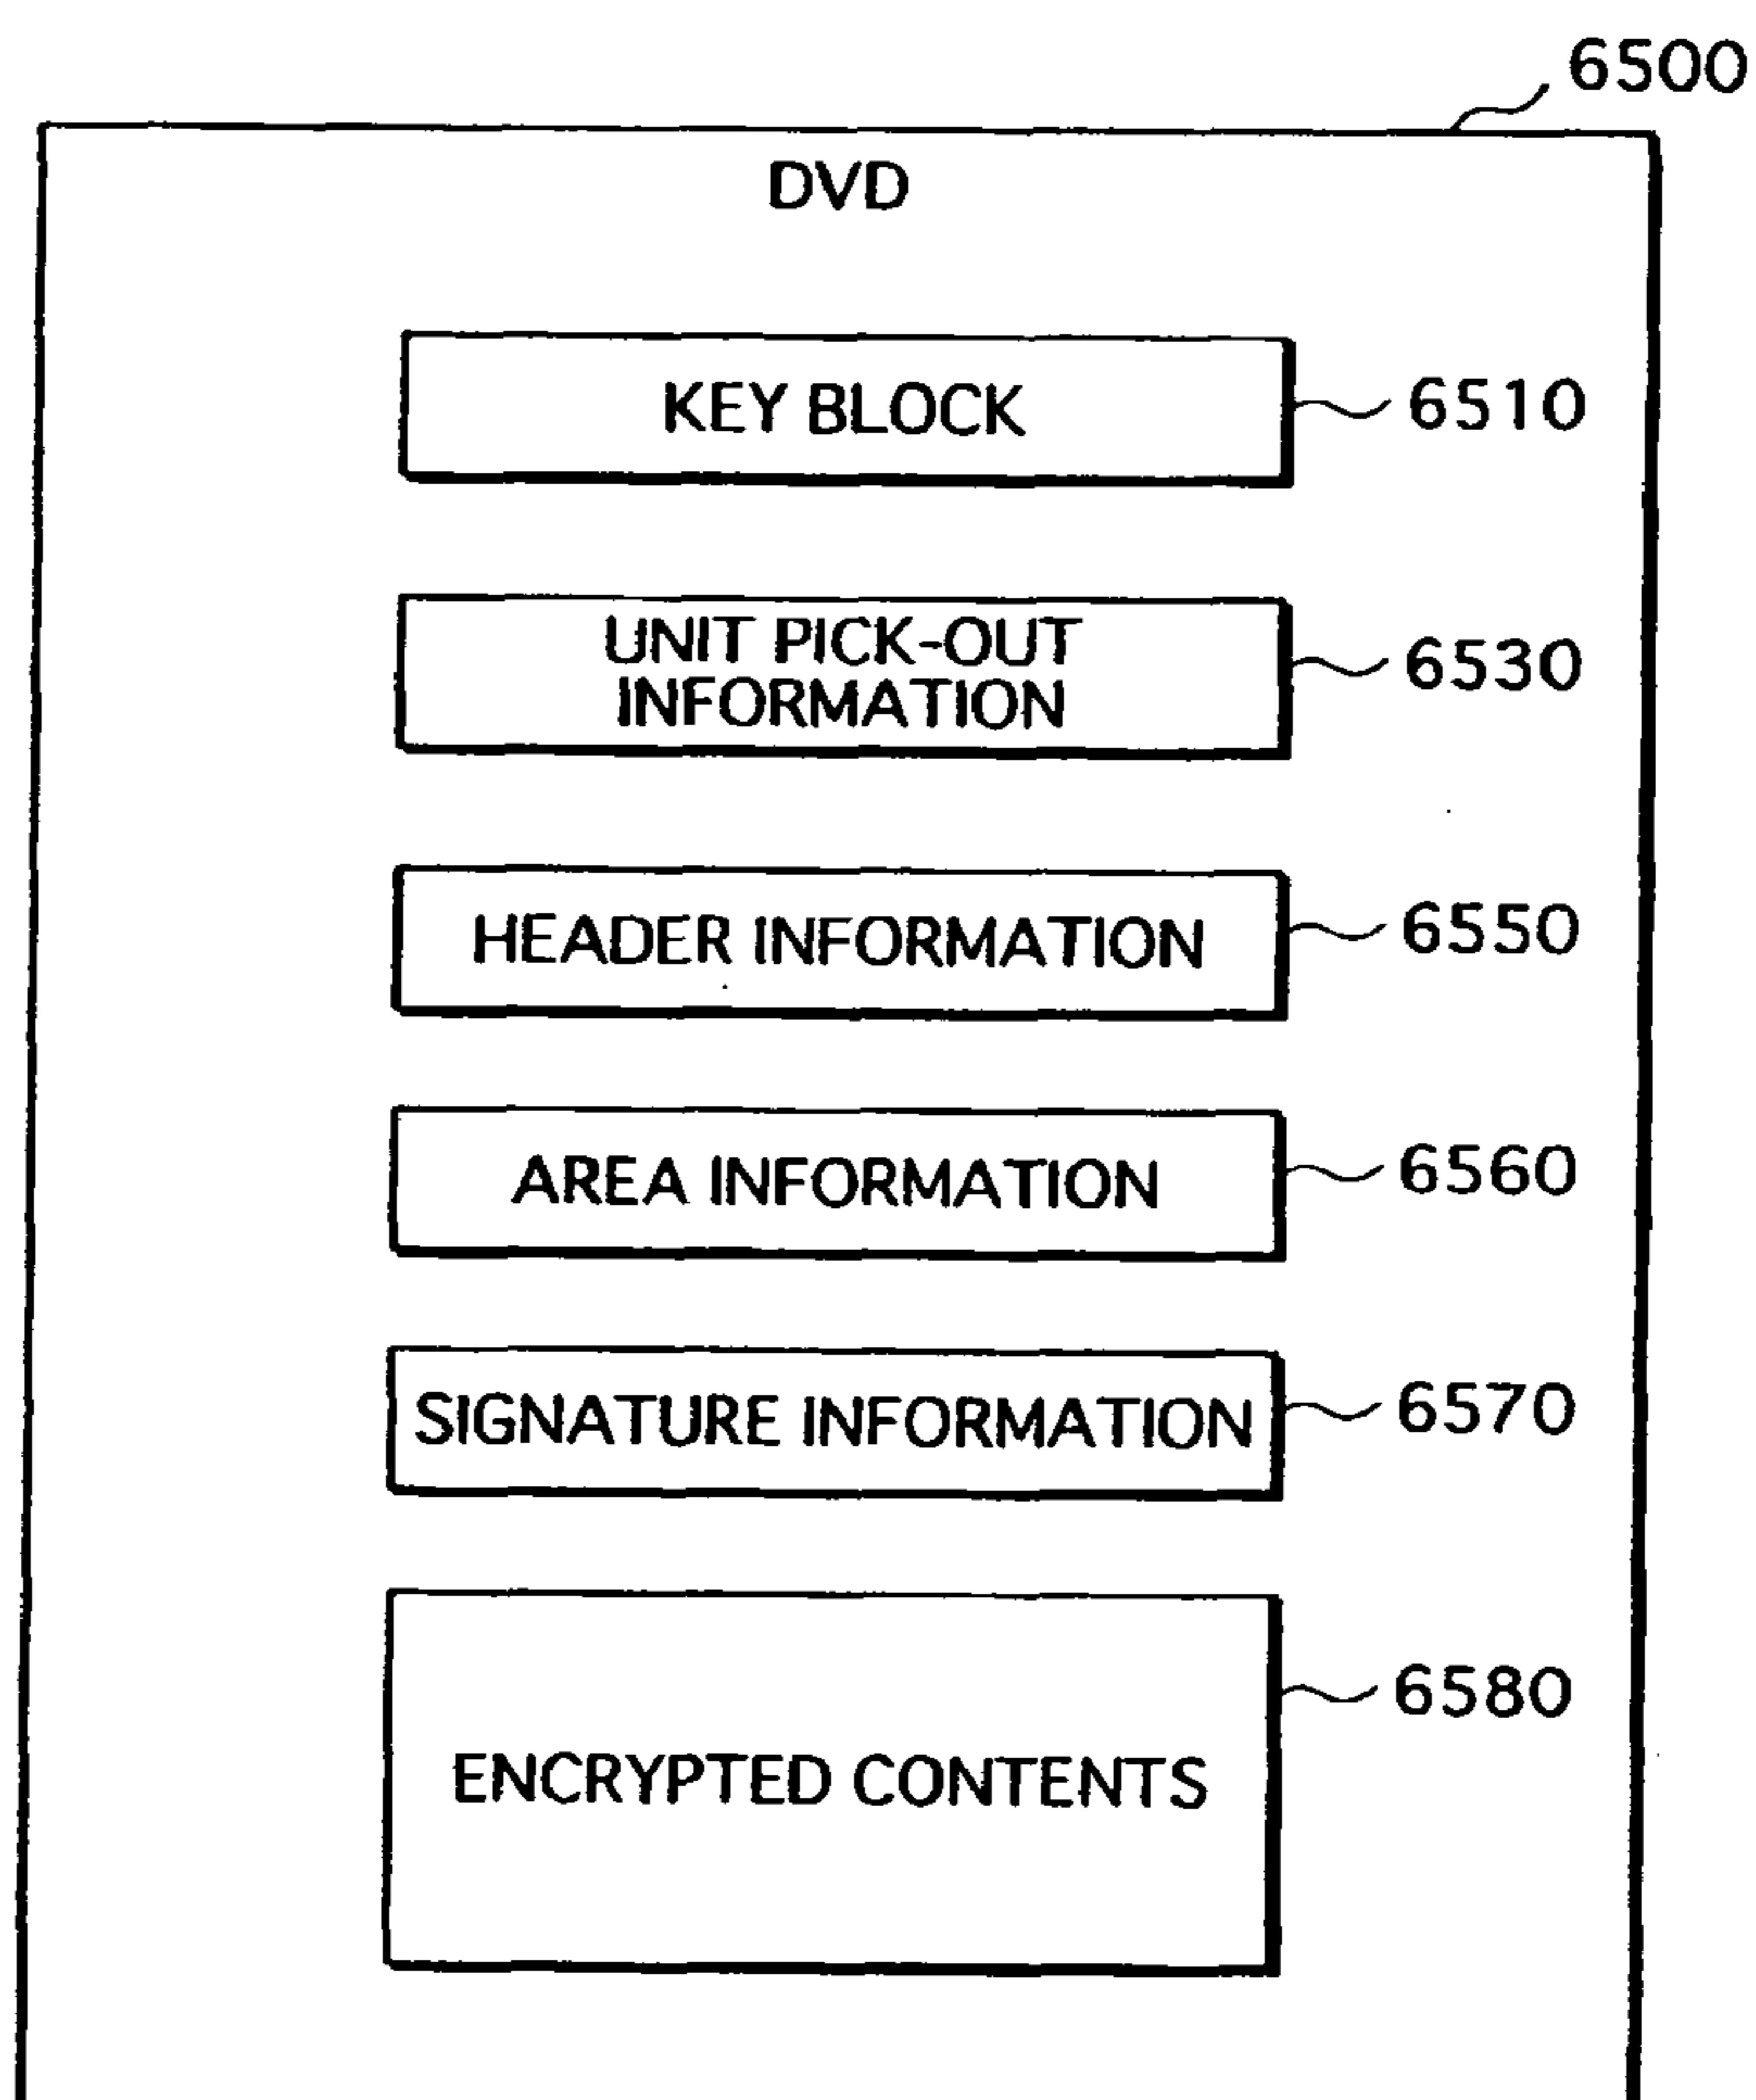 6500
DVD
KEY BLOCK
6510
UNIT PICK-OUT
INFORMATION
6530
HEADER INFORMATION
6550
AREA INFORMATION
6560
SIGNATURE INFORMATION
6570
ENCRYPTED CONTENTS
6580